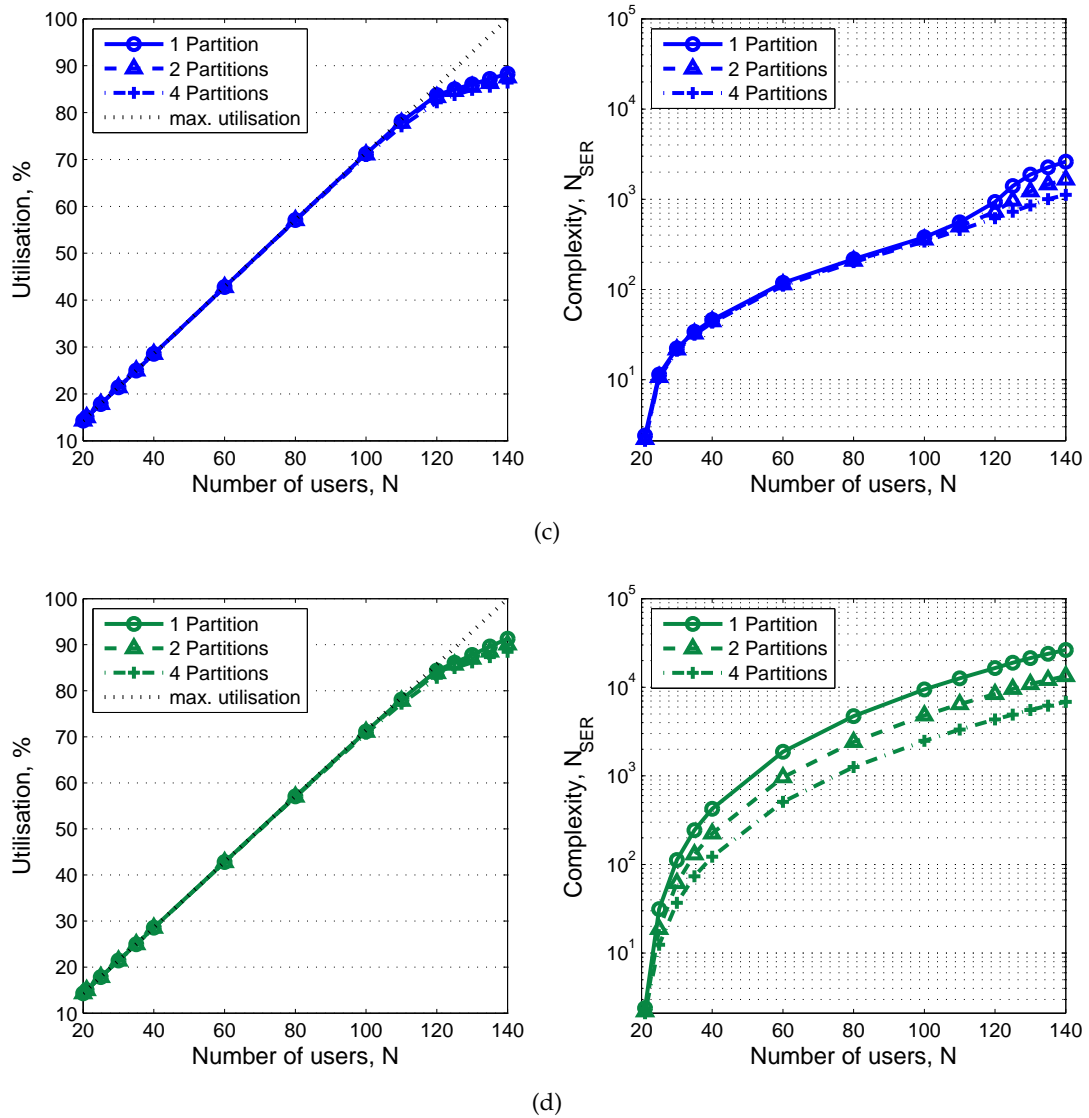 100
90
80
70
60
50
40
30
20
10
Utilisation, %
1 Partition
2 Partitions
4 Partitions
max. utilisation
20 40 60 80 100 120 140
Number of users, N
10^5
10^4
10^3
10^2
10^1
Complexity, N_SER
1 Partition
2 Partitions
4 Partitions
20 40 60 80 100 120 140
Number of users, N
(c)
100
90
80
70
60
50
40
30
20
10
Utilisation, %
1 Partition
2 Partitions
4 Partitions
max. utilisation
20 40 60 80 100 120 140
Number of users, N
10^5
10^4
10^3
10^2
10^1
Complexity, N_SER
1 Partition
2 Partitions
4 Partitions
20 40 60 80 100 120 140
Number of users, N
(d)